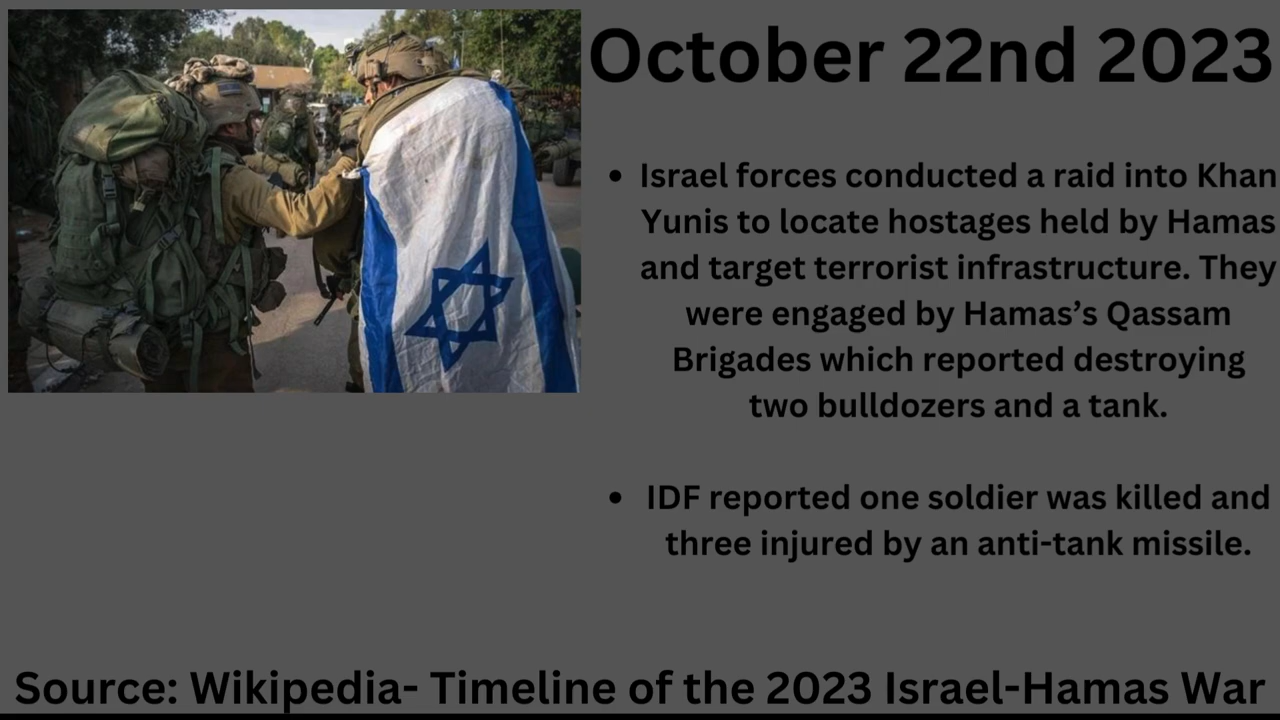 October 22nd 2023
• Israel forces conducted a raid into Khan
Yunis to locate hostages held by Hamas
and target terrorist infrastructure. They
were engaged by Hamas’s Qassam
Brigades which reported destroying
two bulldozers and a tank.
• IDF reported one soldier was killed and
three injured by an anti-tank missile.
Source: Wikipedia- Timeline of the 2023 Israel-Hamas War